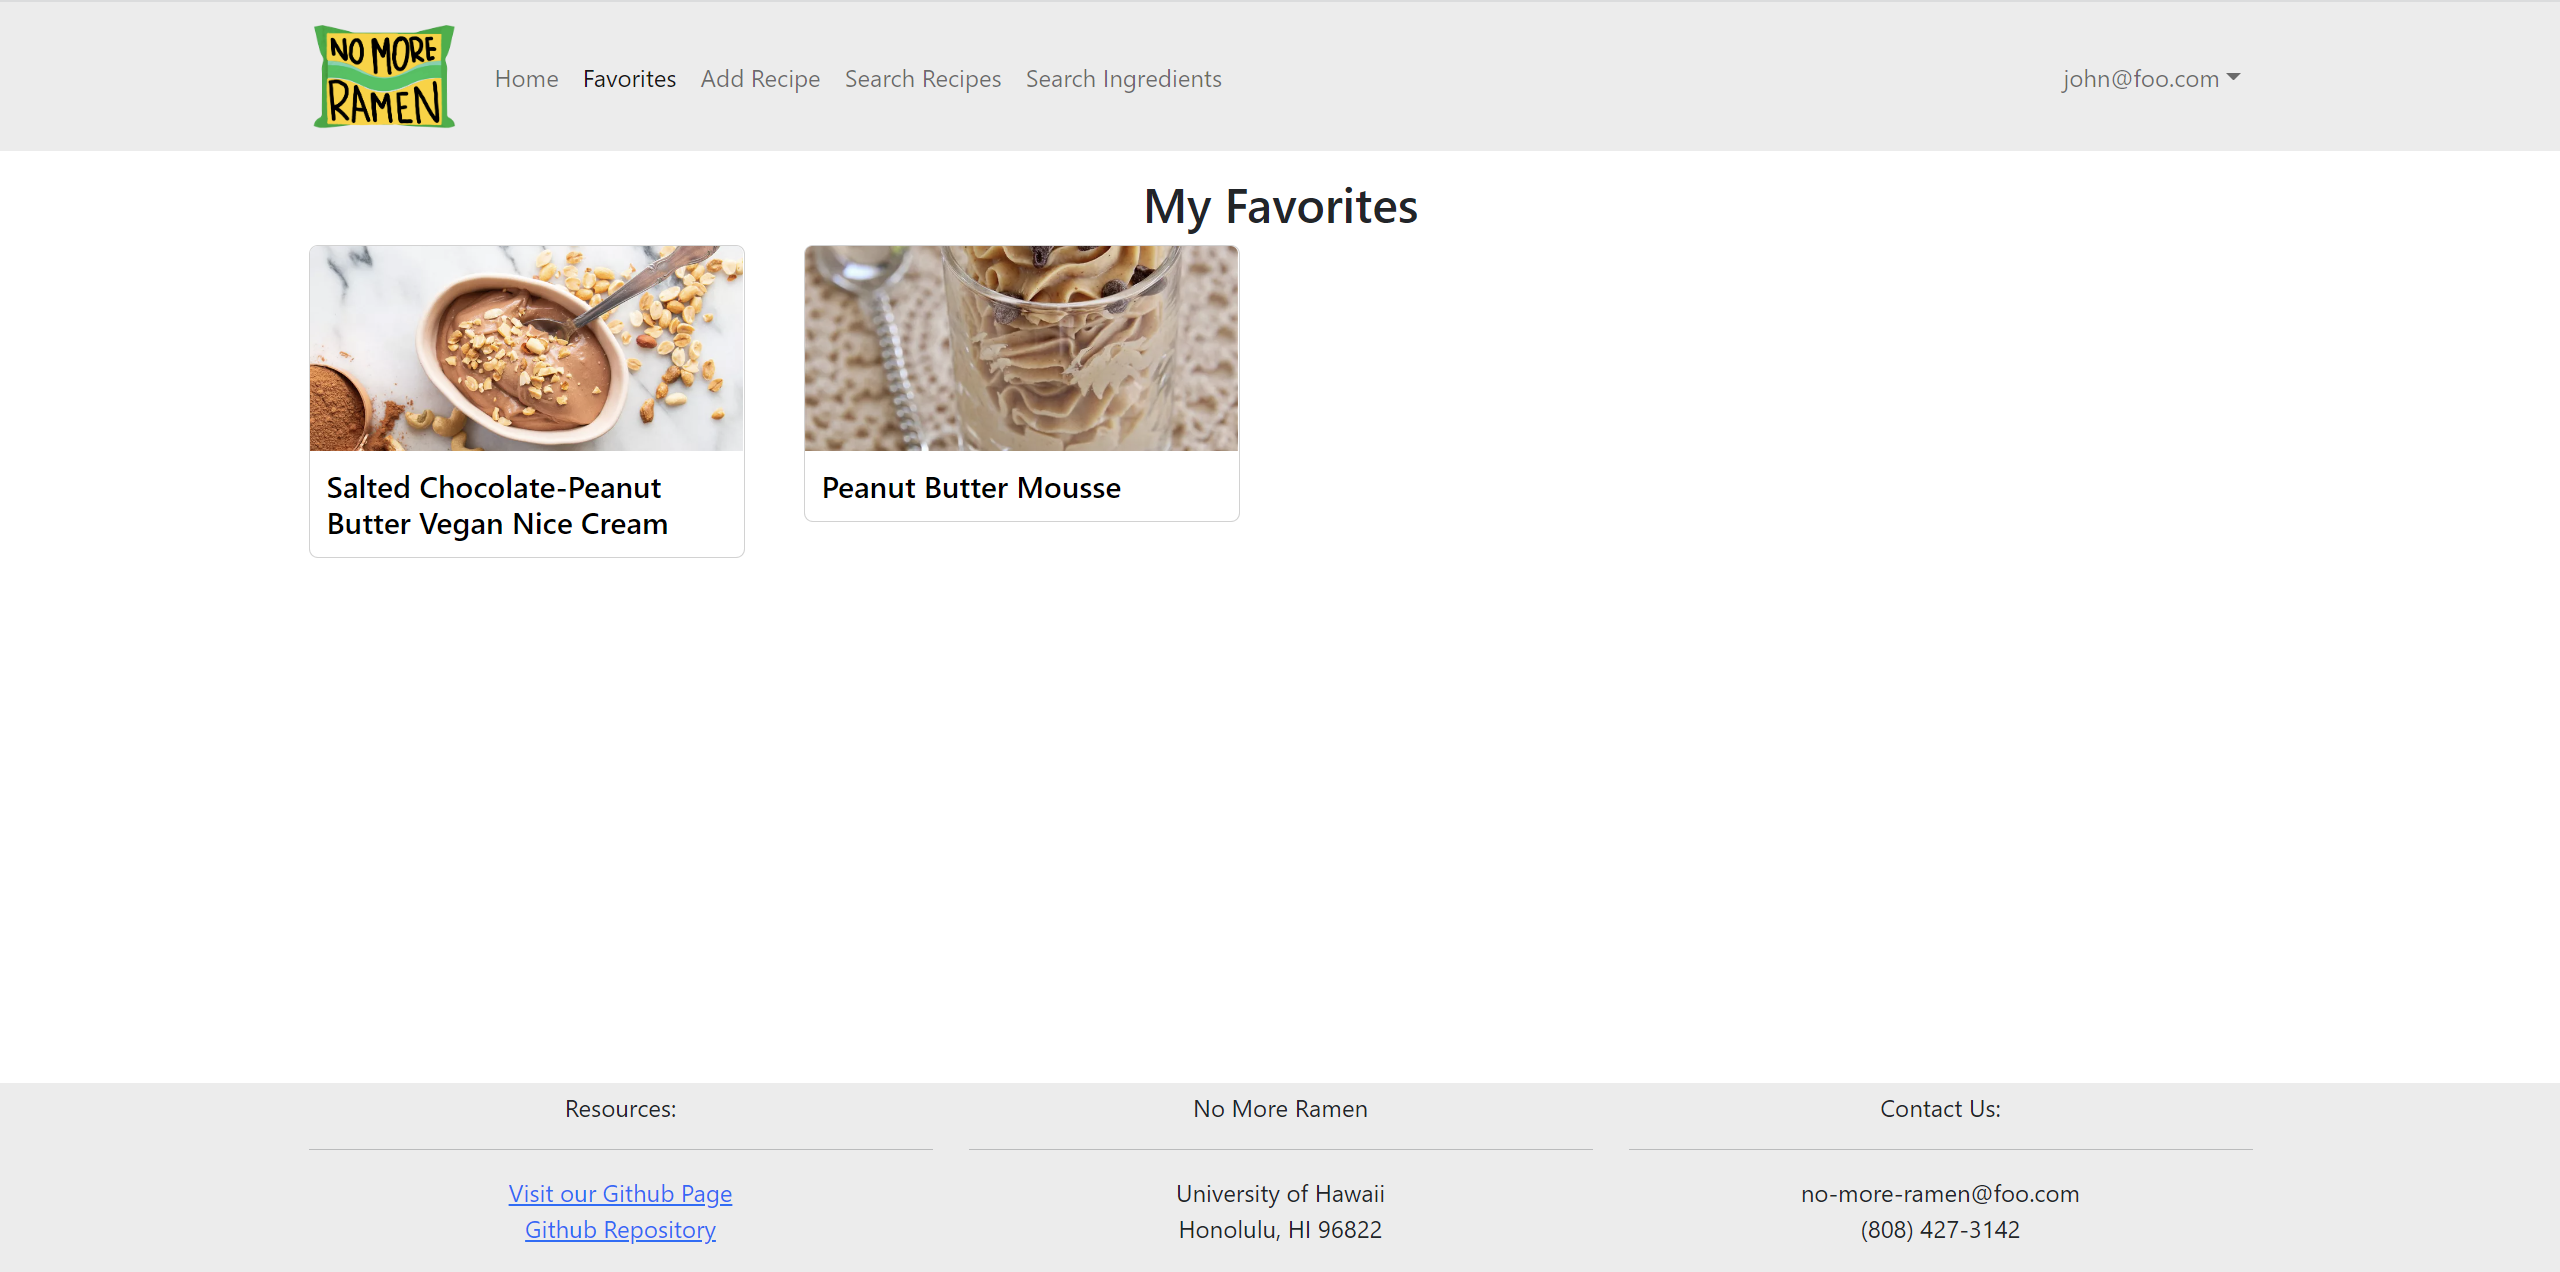 NO MORE
RAMEN
Home Favorites Add Recipe Search Recipes Search Ingredients john@foo.com
My Favorites
Salted Chocolate-Peanut
Butter Vegan Nice Cream
Peanut Butter Mousse
Resources:
Visit our Github Page
Github Repository
No More Ramen
University of Hawaii
Honolulu, HI 96822
Contact Us:
no-more-ramen@foo.com
(808) 427-3142